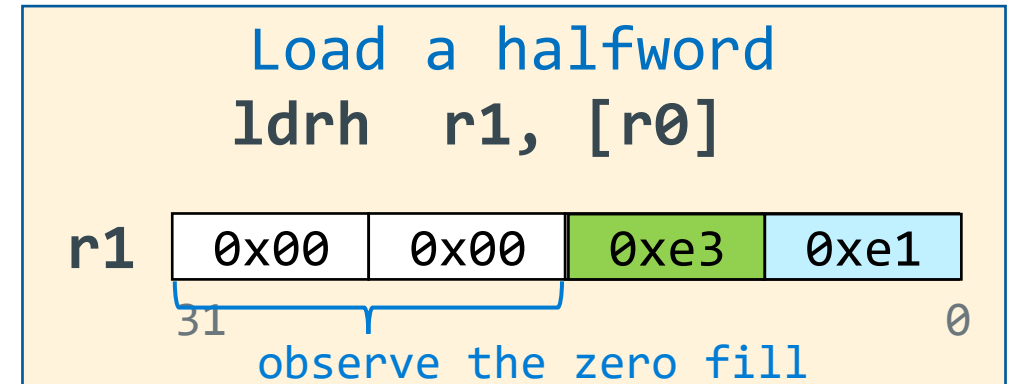 Load a halfword
ldrh r1, [r0]
r1 0x00 0x00 0xe3 0xe1
31 0
observe the zero fill